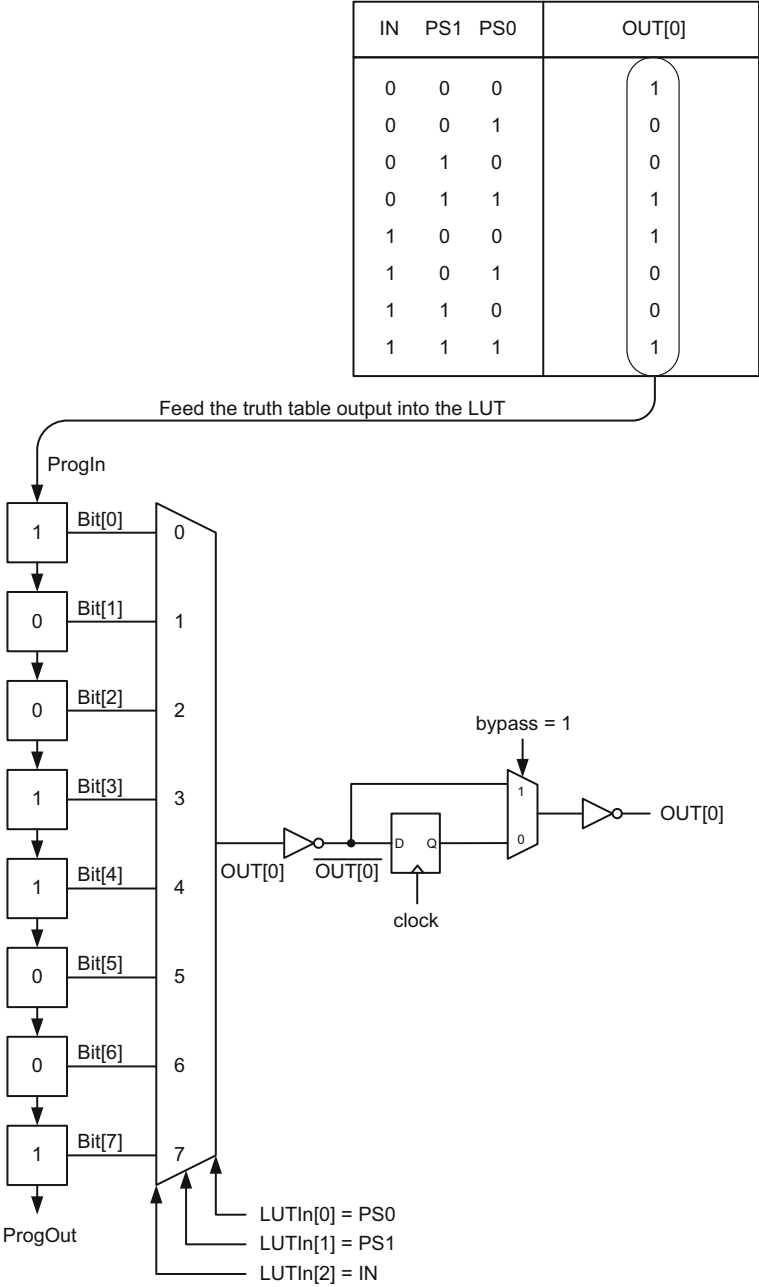 IN PS1 PS0 OUT[0]
0 0 0 1
0 0 1 0
0 1 0 0
0 1 1 1
1 0 0 1
1 0 1 0
1 1 0 0
1 1 1 1
Feed the truth table output into the LUT
ProgIn
1 Bit[0] 0
0 Bit[1] 1
0 Bit[2] 2
bypass = 1
1 Bit[3] 3
1
0
OUT[0]
D Q
OUT[0]
OUT[0]
clock
1 Bit[4] 4
0 Bit[5] 5
0 Bit[6] 6
1 Bit[7] 7
ProgOut
LUTIn[0] = PS0
LUTIn[1] = PS1
LUTIn[2] = IN